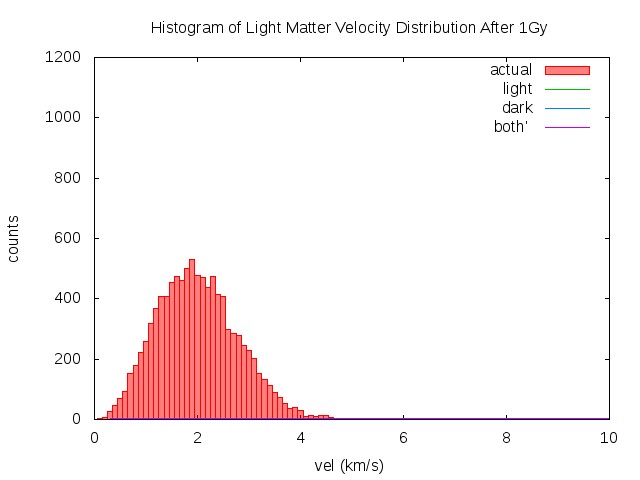 Histogram of Light Matter Velocity Distribution After 1Gy
1200
1000
800
600
400
200
0
counts
actual
light
dark
both'
0 2 4 6 8 10
vel (km/s)